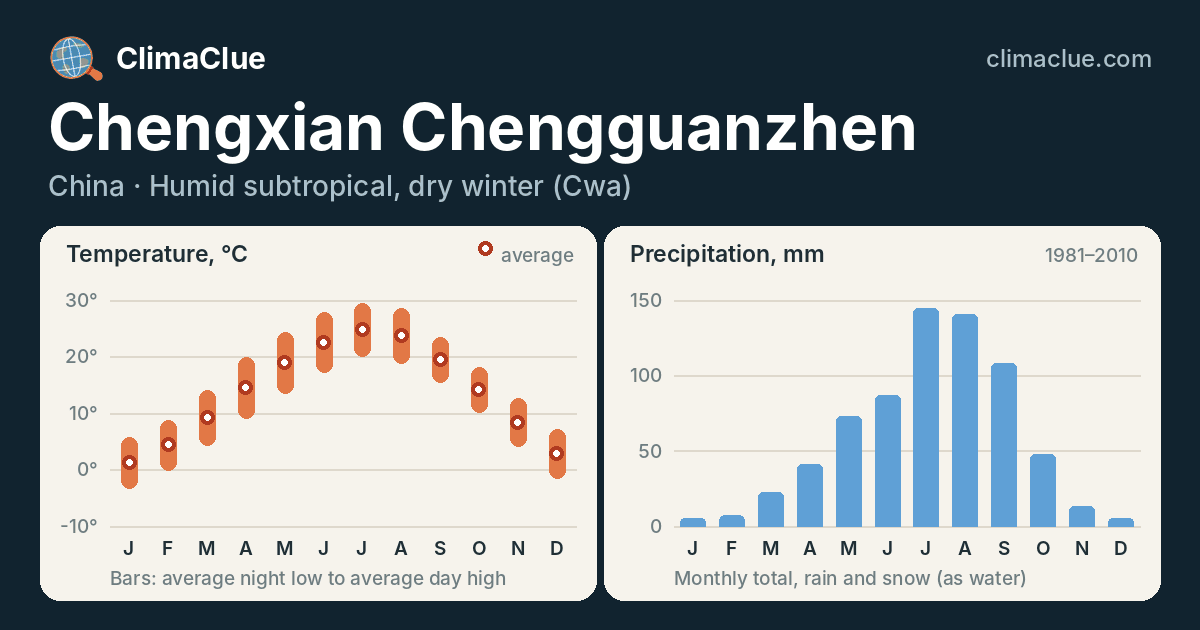 ClimaClue
climaclue.com
Chengxian Chengguanzhen
China · Humid subtropical, dry winter (Cwa)
Temperature, °C
average
30°
20°
10°
0°
-10°
J F M A M J J A S O N D
Bars: average night low to average day high
Precipitation, mm
1981–2010
150
100
50
0
J F M A M J J A S O N D
Monthly total, rain and snow (as water)